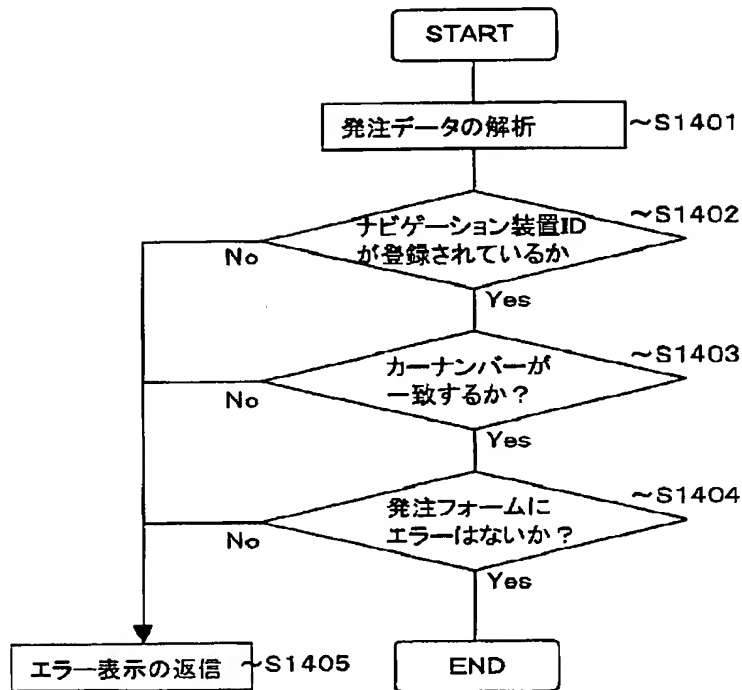 START
発注データの解析
~S1401
ナビゲーション装置ID
が登録されているか
~S1402
No
Yes
カーナンバーが
一致するか?
~S1403
No
Yes
発注フォームに
エラーはないか?
~S1404
No
Yes
エラー表示の返信
~S1405
END